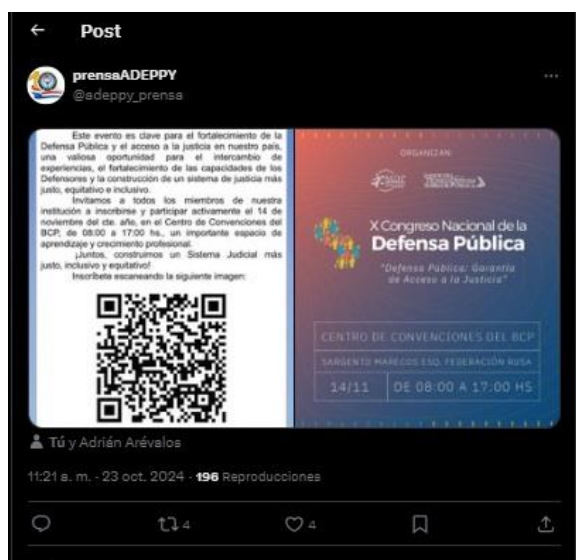 Post
prensaADEPPY
@adeppy_prensa
Este evento es clave para el fortalecimiento de la
Defensa Pública y el acceso a la justicia en nuestro país,
una valiosa oportunidad para el intercambio de
experiencias, el fortalecimiento de las capacidades de los
Defensores y la construcción de un sistema de justicia más
justo, equitativo e inclusivo.
Invitamos a todos los miembros de nuestra
institución a inscribirse y participar activamente el 14 de
noviembre del cte. año, en el Centro de Convenciones del
BCP, de 08:00 a 17:00 hs., un importante espacio de
aprendizaje y crecimiento profesional.
¡Juntos, construimos un Sistema Judicial más
justo, inclusivo y equitativo!
Inscríbete escaneando la siguiente imagen:
ORGANIZAN:
X Congreso Nacional de la
Defensa Pública
"Defensa Pública: Garantía
de Acceso a la Justicia"
CENTRO DE CONVENCIONES DEL BCP
SARGENTO MARECOS ESQ. FEDERACIÓN RUSA
14/11 DE 08:00 A 17:00 HS
Tú y Adrián Arévalos
11:21 a. m. · 23 oct. 2024 · 196 Reproducciones
4 4